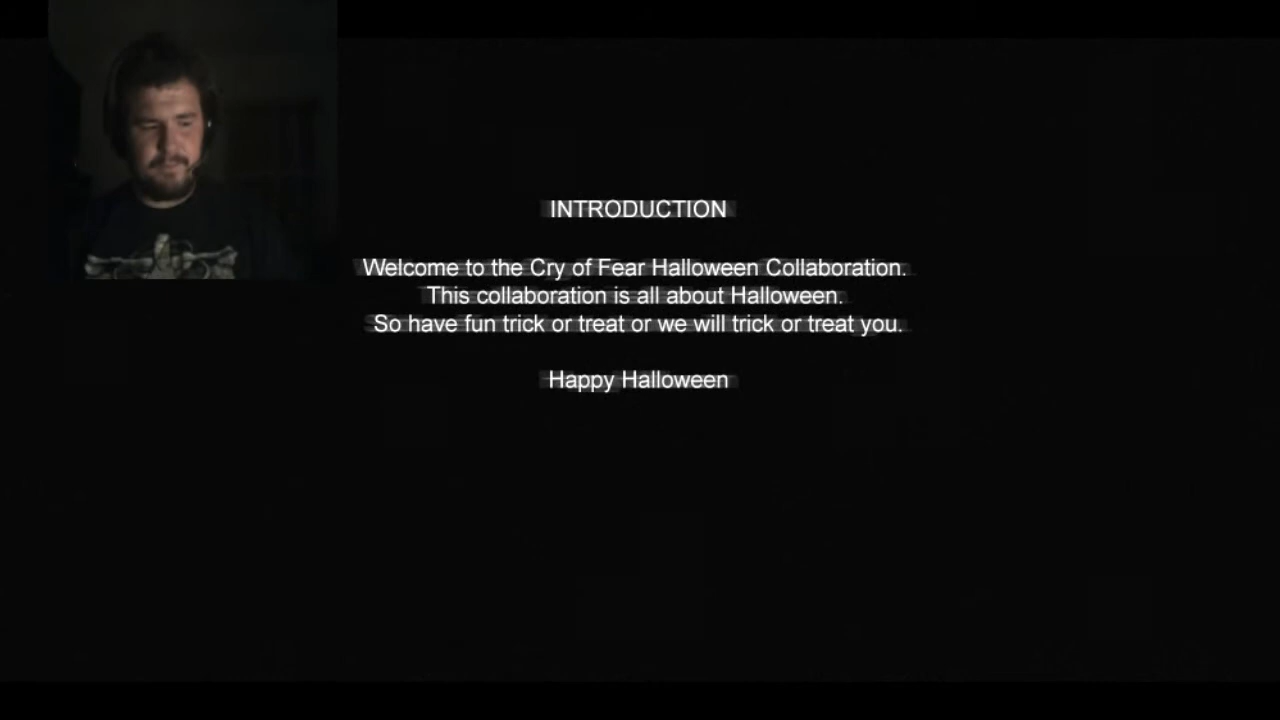 INTRODUCTION
Welcome to the Cry of Fear Halloween Collaboration.
This collaboration is all about Halloween.
So have fun trick or treat or we will trick or treat you.
Happy Halloween